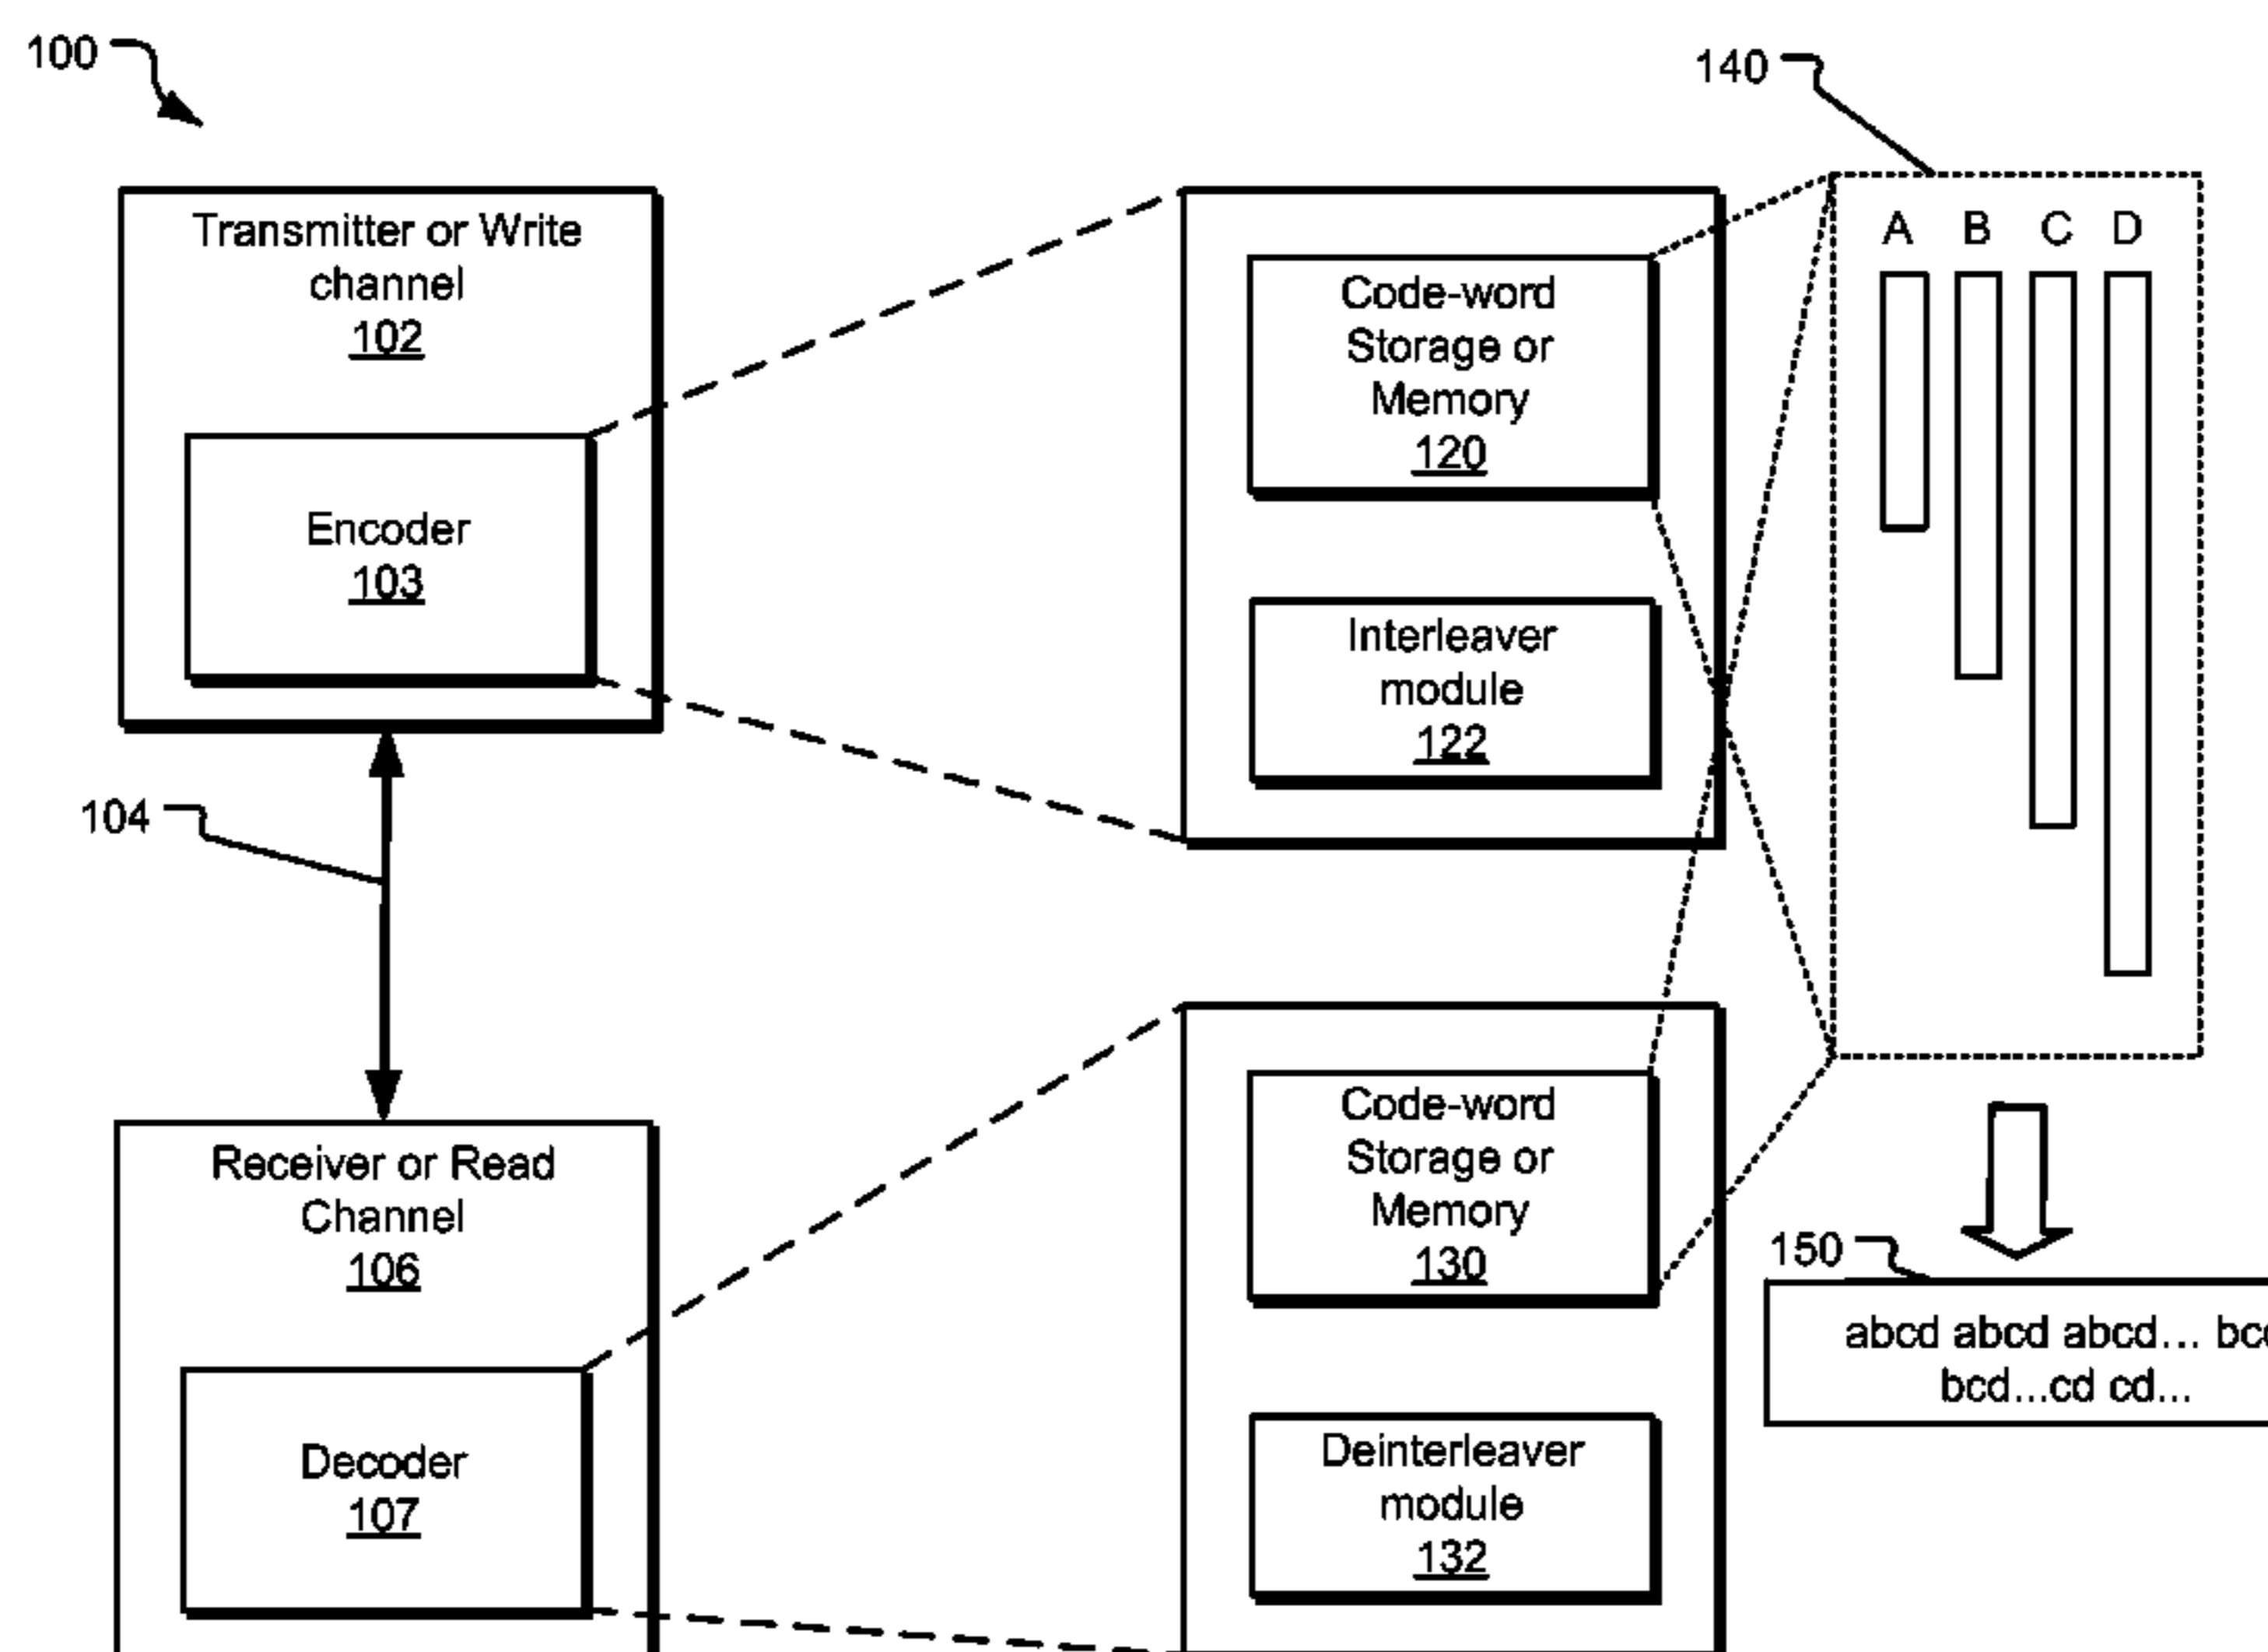 100
140
Transmitter or Write
channel
102
Encoder
103
Code-word
Storage or
Memory
120
Interleaver
module
122
A B C D
104
Receiver or Read
Channel
106
Decoder
107
Code-word
Storage or
Memory
130
Deinterleaver
module
132
150
abcd abcd abcd...
bcd...cd cd...